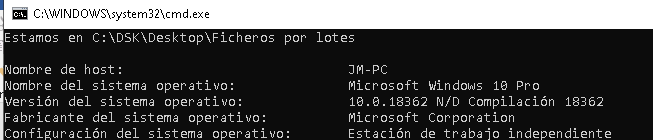 C:\WINDOWS\system32\cmd.exe
Estamos en C:\DSK\Desktop\Ficheros por lotes
Nombre de host: JM-PC
Nombre del sistema operativo: Microsoft Windows 10 Pro
Versión del sistema operativo: 10.0.18362 N/D Compilación 18362
Fabricante del sistema operativo: Microsoft Corporation
Configuración del sistema operativo: Estación de trabajo independiente